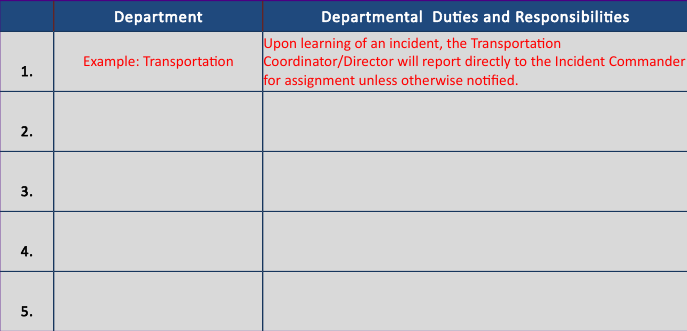 Department
Departmental Duties and Responsibilities
1.
Example: Transportation
Upon learning of an incident, the Transportation
Coordinator/Director will report directly to the Incident Commander
for assignment unless otherwise notified.
2.
3.
4.
5.